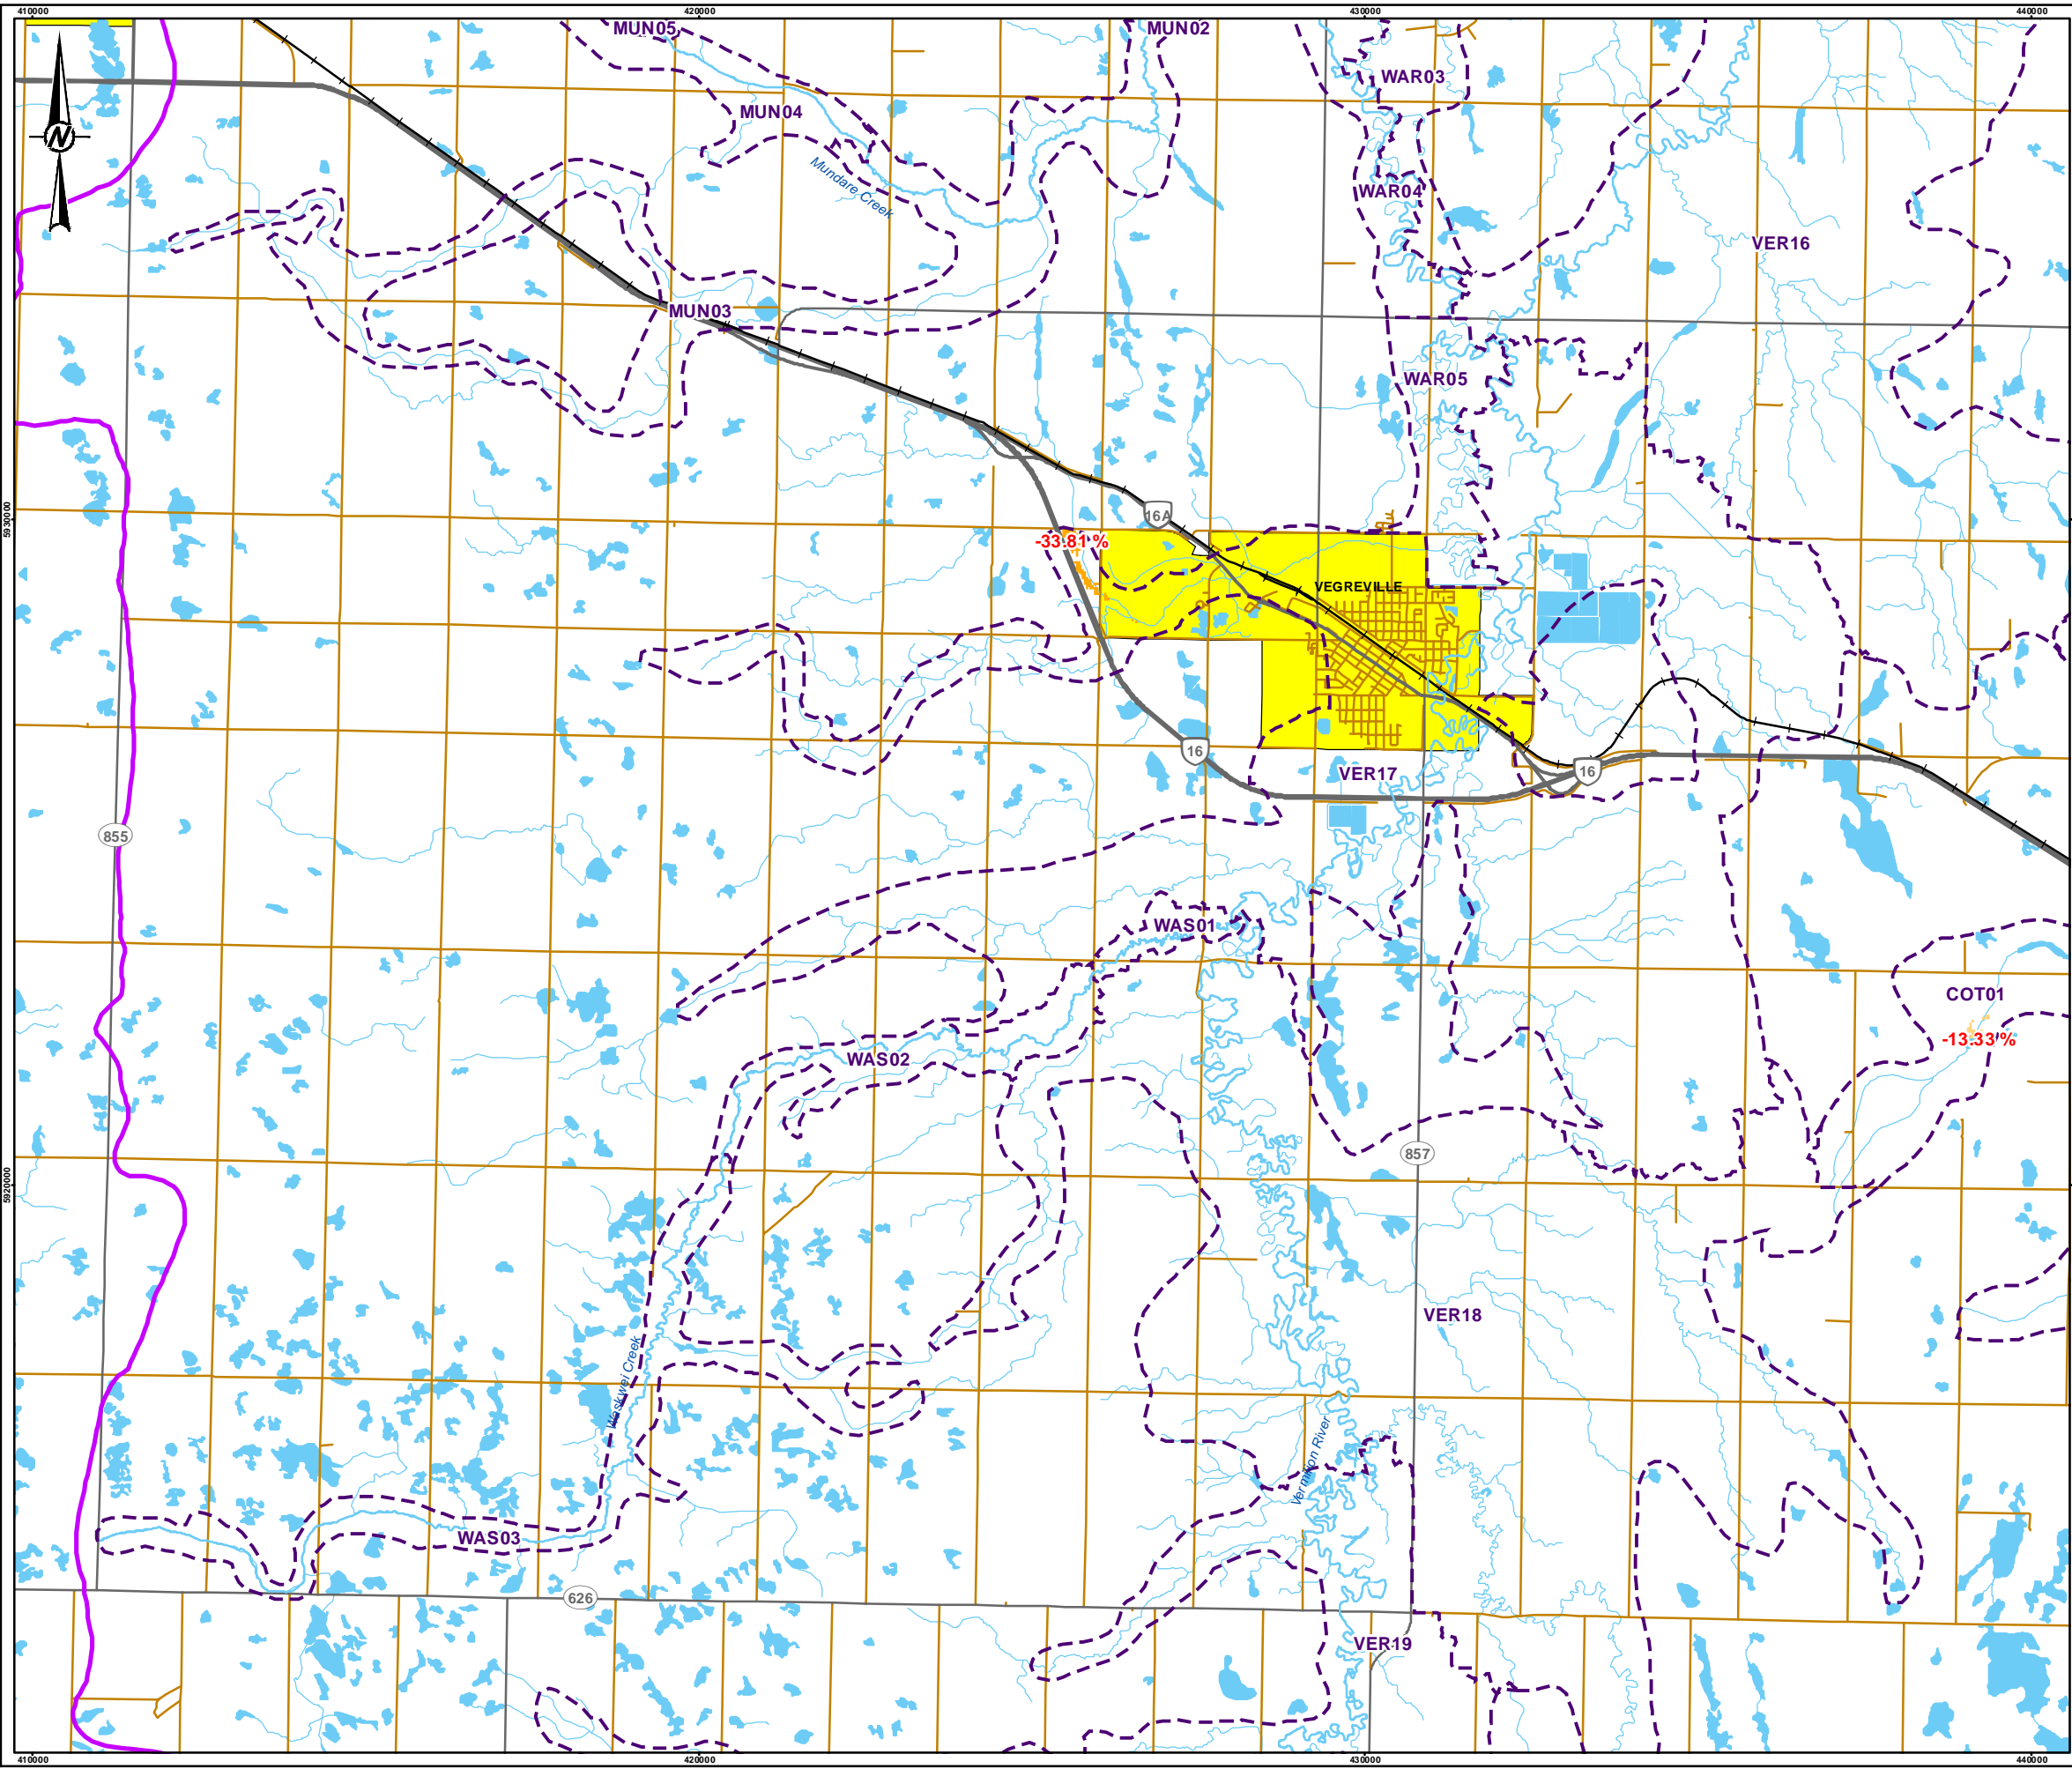 410000
420000
430000
440000
MUN05
MUN02
WAR03
MUN04
N
Mundare Creek
WAR04
VER16
MUN03
WAR05
5930000
16A
-33.81 %
VEGREVILLE
16
16
VER17
855
WAS01
COT01
-13.33 %
WAS02
857
5920000
VER18
Waskwei Creek
Vermilion River
WAS03
626
VER19
410000
420000
430000
440000